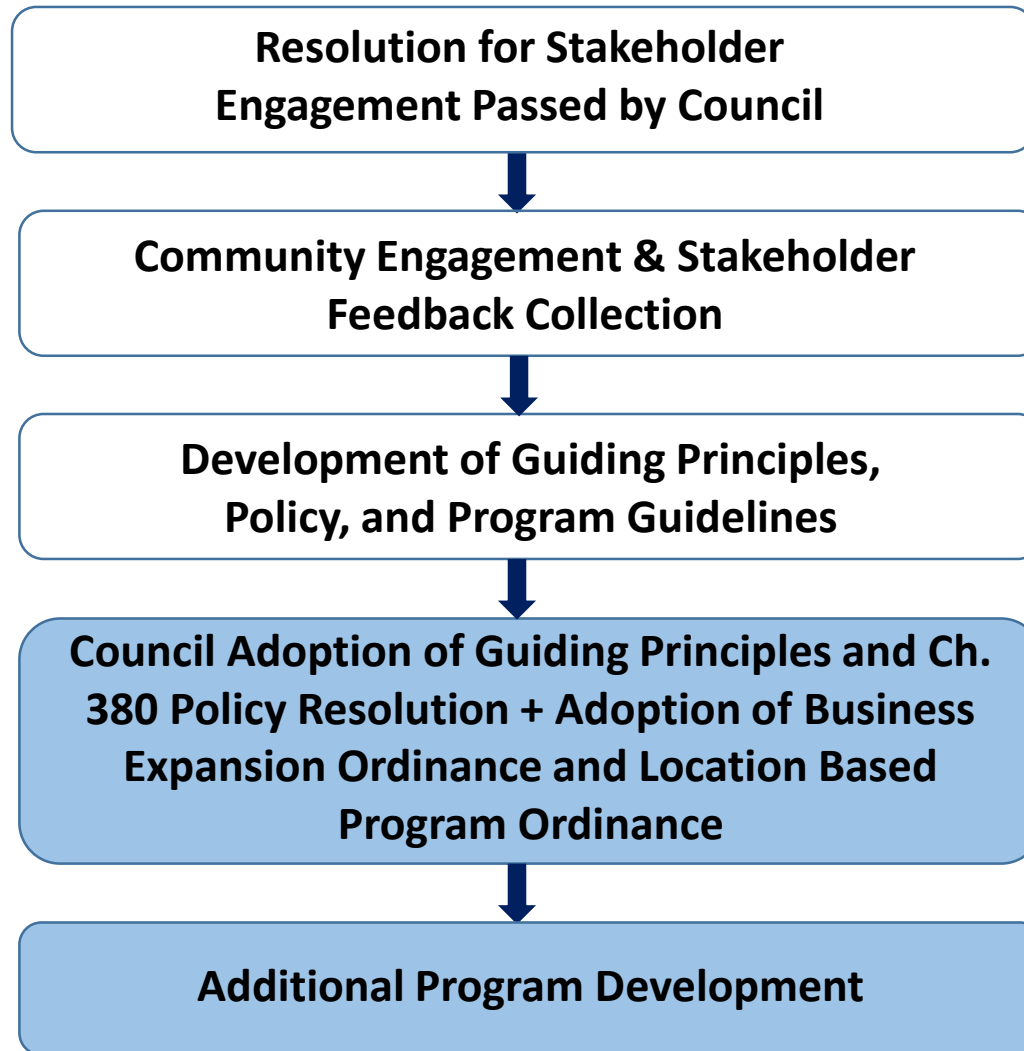 Resolution for Stakeholder
Engagement Passed by Council
Community Engagement & Stakeholder
Feedback Collection
Development of Guiding Principles,
Policy, and Program Guidelines
Council Adoption of Guiding Principles and Ch.
380 Policy Resolution + Adoption of Business
Expansion Ordinance and Location Based
Program Ordinance
Additional Program Development